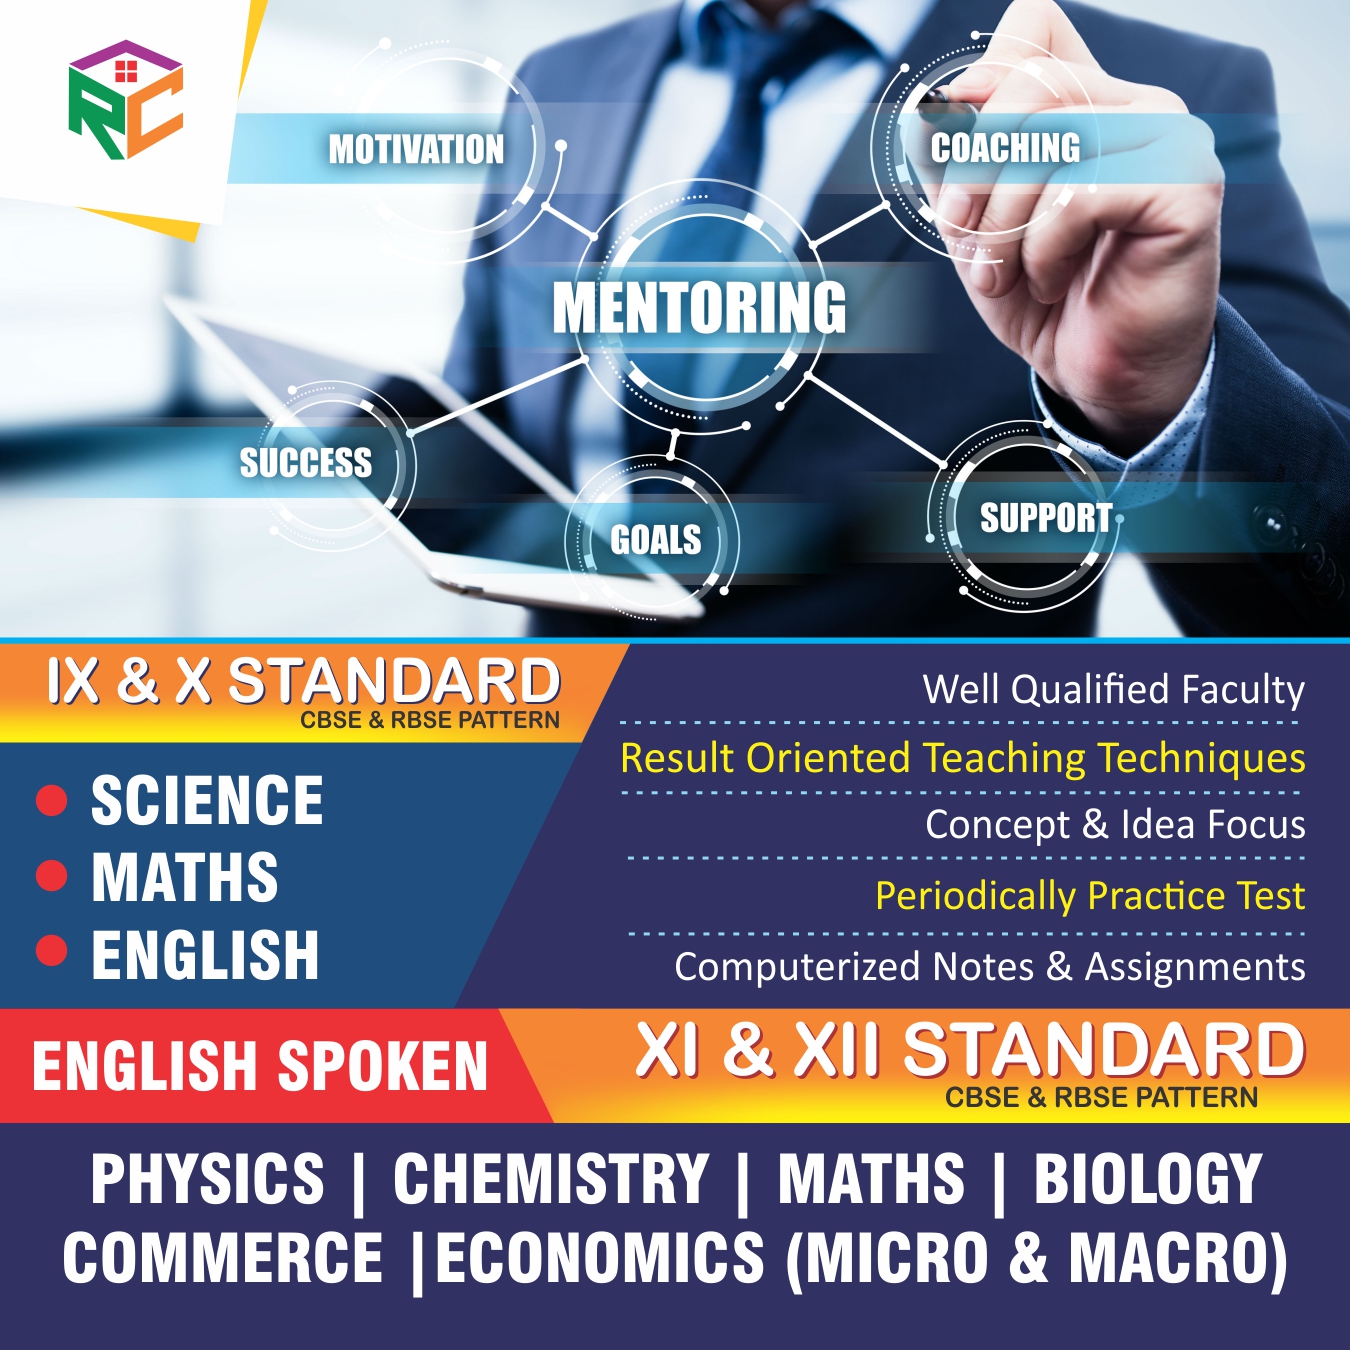 RC
MOTIVATION
COACHING
MENTORING
SUCCESS
GOALS
SUPPORT
IX & X STANDARD
CBSE & RBSE PATTERN
SCIENCE
MATHS
ENGLISH
Well Qualified Faculty
Result Oriented Teaching Techniques
Concept & Idea Focus
Periodically Practice Test
Computerized Notes & Assignments
ENGLISH SPOKEN
XI & XII STANDARD
CBSE & RBSE PATTERN
PHYSICS | CHEMISTRY | MATHS | BIOLOGY
COMMERCE |ECONOMICS (MICRO & MACRO)